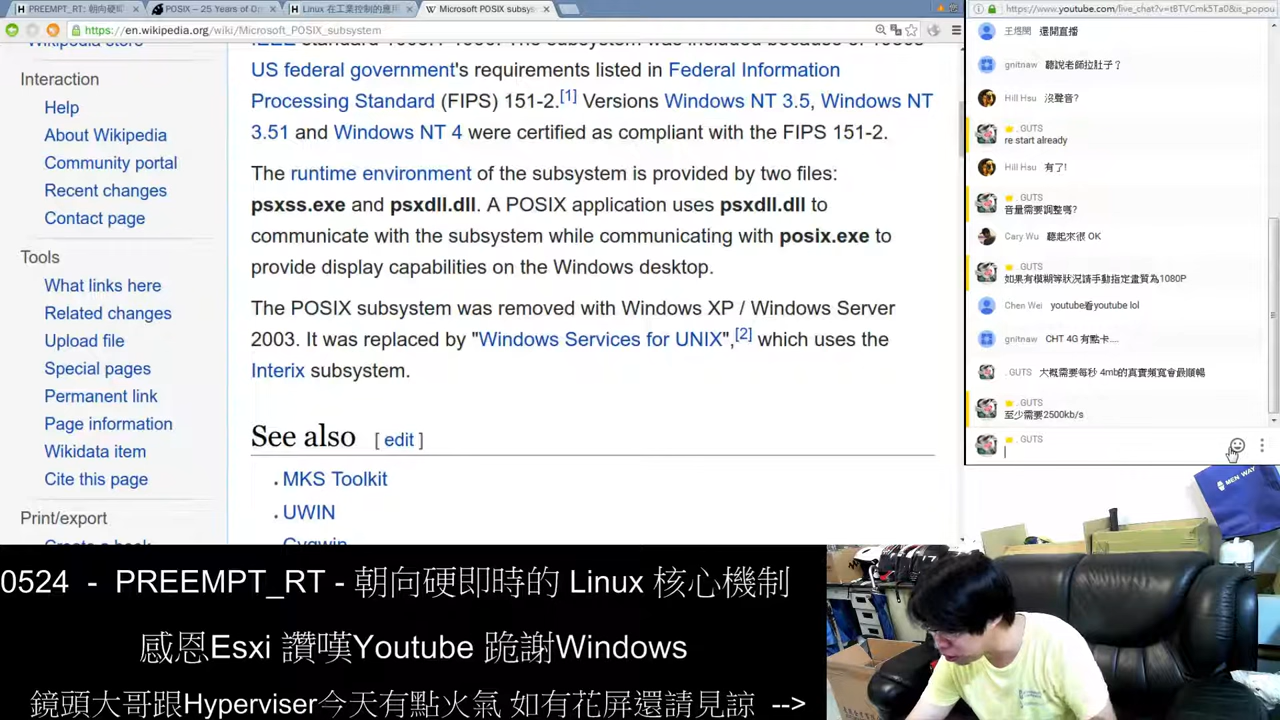 PREEMPT_RT: 朝向硬即
POSIX – 25 Years of O
Linux 在工業控制的應用
Microsoft POSIX subsys
https://en.wikipedia.org/wiki/Microsoft_POSIX_subsystem
https://www.youtube.com/live_chat?v=t8TVCmk5Ta0&is_popou
Interaction
Help
About Wikipedia
Community portal
Recent changes
Contact page
Tools
What links here
Related changes
Upload file
Special pages
Permanent link
Page information
Wikidata item
Cite this page
Print/export
US federal government's requirements listed in Federal Information
Processing Standard (FIPS) 151-2.[1] Versions Windows NT 3.5, Windows NT
3.51 and Windows NT 4 were certified as compliant with the FIPS 151-2.
The runtime environment of the subsystem is provided by two files:
psxss.exe and psxdll.dll. A POSIX application uses psxdll.dll to
communicate with the subsystem while communicating with posix.exe to
provide display capabilities on the Windows desktop.
The POSIX subsystem was removed with Windows XP / Windows Server
2003. It was replaced by "Windows Services for UNIX",[2] which uses the
Interix subsystem.
See also [ edit ]
MKS Toolkit
UWIN
Cygwin
王煜閔 還開直播
gnitnaw 聽說老師拉肚子？
Hill Hsu 沒聲音?
. GUTS
re start already
Hill Hsu 有了!
. GUTS
音量需要調整嗎?
Cary Wu 聽起來很 OK
. GUTS
如果有模糊等狀況請手動指定畫質為1080P
Chen Wei youtube看youtube lol
gnitnaw CHT 4G 有點卡....
. GUTS 大概需要每秒 4mb的真實頻寬會最順暢
. GUTS
至少需要2500kb/s
. GUTS
MEN WAY
0524 - PREEMPT_RT - 朝向硬即時的 Linux 核心機制
感恩Esxi 讚嘆Youtube 跪謝Windows
鏡頭大哥跟Hyperviser今天有點火氣 如有花屏還請見諒 -->